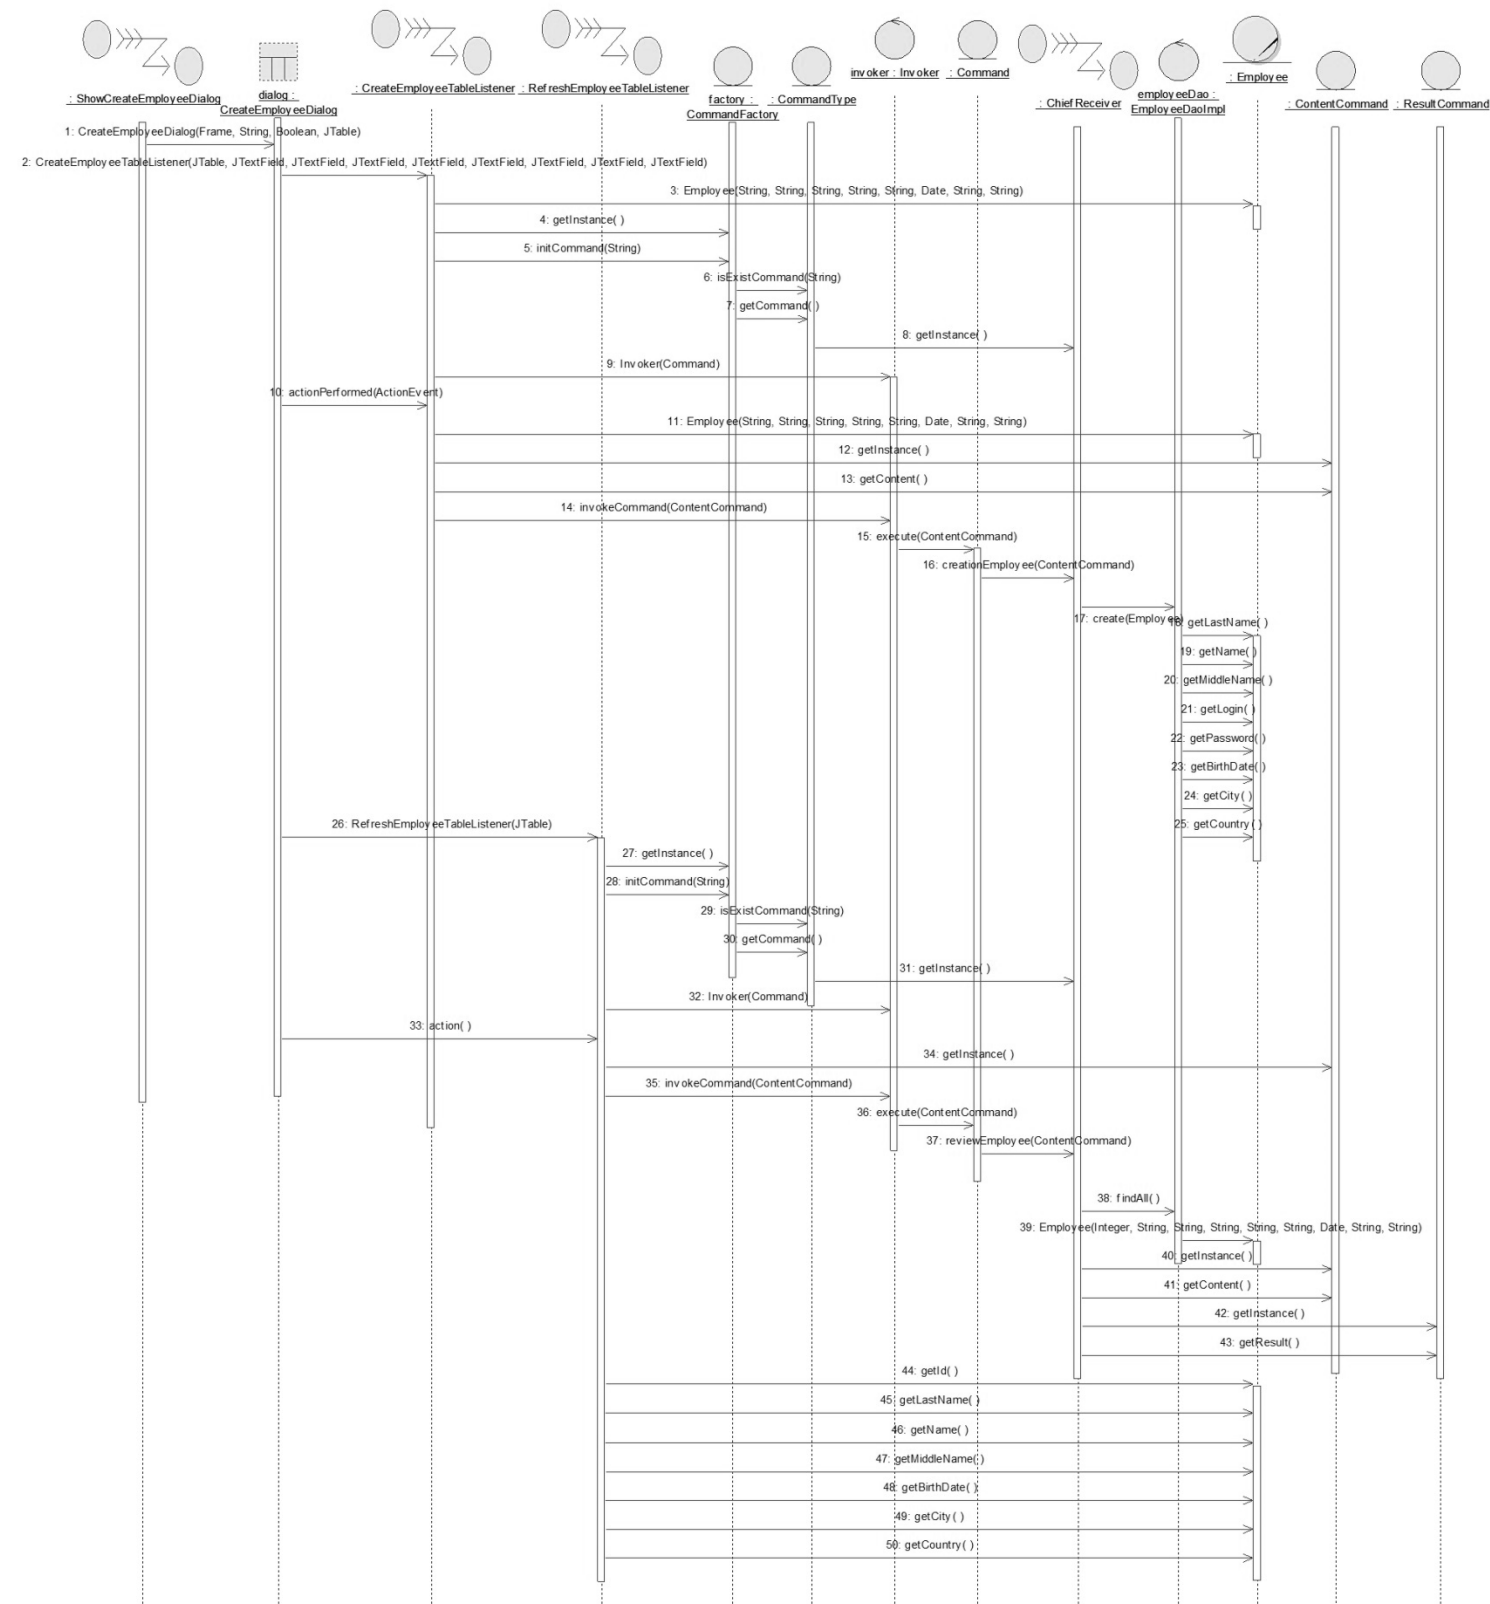 : ShowCreateEmployeeDialog
dialog :
CreateEmployeeDialog
: CreateEmployeeTableListener
: RefreshEmployeeTableListener
factory :
CommandFactory
: CommandType
invoker : Invoker
: Command
: ChiefReceiver
employeeDao :
EmployeeDaoImpl
: Employee
: ContentCommand
: ResultCommand
1: CreateEmployeeDialog(Frame, String, Boolean, JTable)
2: CreateEmployeeTableListener(JTable, JTextField, JTextField, JTextField, JTextField, JTextField, JTextField, JTextField, JTextField)
3: Employee(String, String, String, String, String, Date, String, String)
4: getInstance( )
5: initCommand(String)
6: isExistCommand(String)
7: getCommand( )
8: getInstance( )
9: Invoker(Command)
10: actionPerformed(ActionEvent)
11: Employee(String, String, String, String, String, Date, String, String)
12: getInstance( )
13: getContent( )
14: invokeCommand(ContentCommand)
15: execute(ContentCommand)
16: creationEmployee(ContentCommand)
17: create(Employee)
18: getLastName( )
19: getName( )
20: getMiddleName( )
21: getLogin( )
22: getPassword( )
23: getBirthDate( )
24: getCity( )
25: getCountry( )
26: RefreshEmployeeTableListener(JTable)
27: getInstance( )
28: initCommand(String)
29: isExistCommand(String)
30: getCommand( )
31: getInstance( )
32: Invoker(Command)
33: action( )
34: getInstance( )
35: invokeCommand(ContentCommand)
36: execute(ContentCommand)
37: reviewEmployee(ContentCommand)
38: findAll( )
39: Employee(Integer, String, String, String, String, String, Date, String, String)
40: getInstance( )
41: getContent( )
42: getInstance( )
43: getResult( )
44: getId( )
45: getLastName( )
46: getName( )
47: getMiddleName( )
48: getBirthDate( )
49: getCity( )
50: getCountry( )